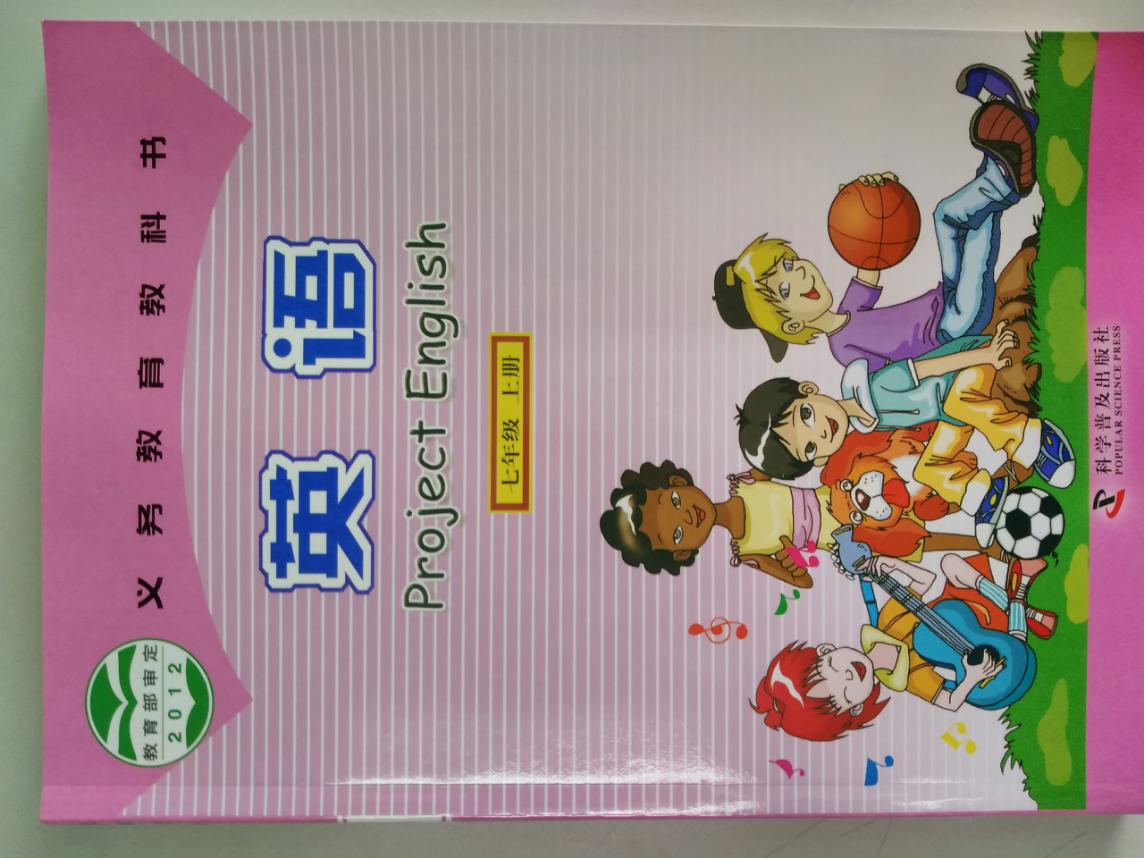 教育部审定
2012
义务教育教科书
英语
Project English
七年级 上册
科学普及出版社
POPULAR SCIENCE PRESS